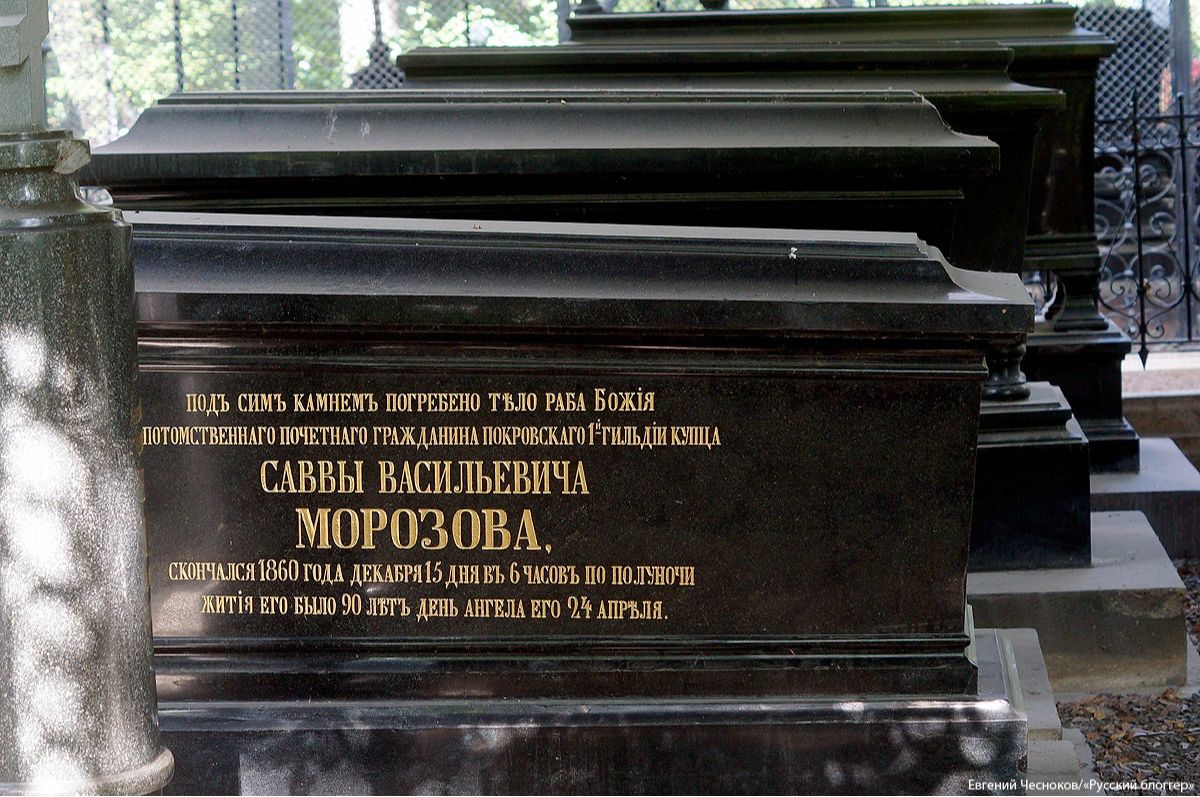 ПОДЪ СИМЪ КАМНЕМЪ ПОГРЕБЕНО ТѢЛО РАБА БОЖІЯ
ПОТОМСТВЕННАГО ПОЧЕТНАГО ГРАЖДАНИНА ПОКРОВСКАГО 1Й ГИЛЬДІИ КУПЦА
САВВЫ ВАСИЛЬЕВИЧА
МОРОЗОВА,
СКОНЧАЛСЯ 1860 ГОДА ДЕКАБРЯ 15 ДНЯ ВЪ 6 ЧАСОВЪ ПО ПОЛУНОЧИ
ЖИТІЯ ЕГО БЫЛО 90 ЛѢТЪ ДЕНЬ АНГЕЛА ЕГО 24 АПРѢЛЯ.
Евгений Чесноков/«Русский блоггер»